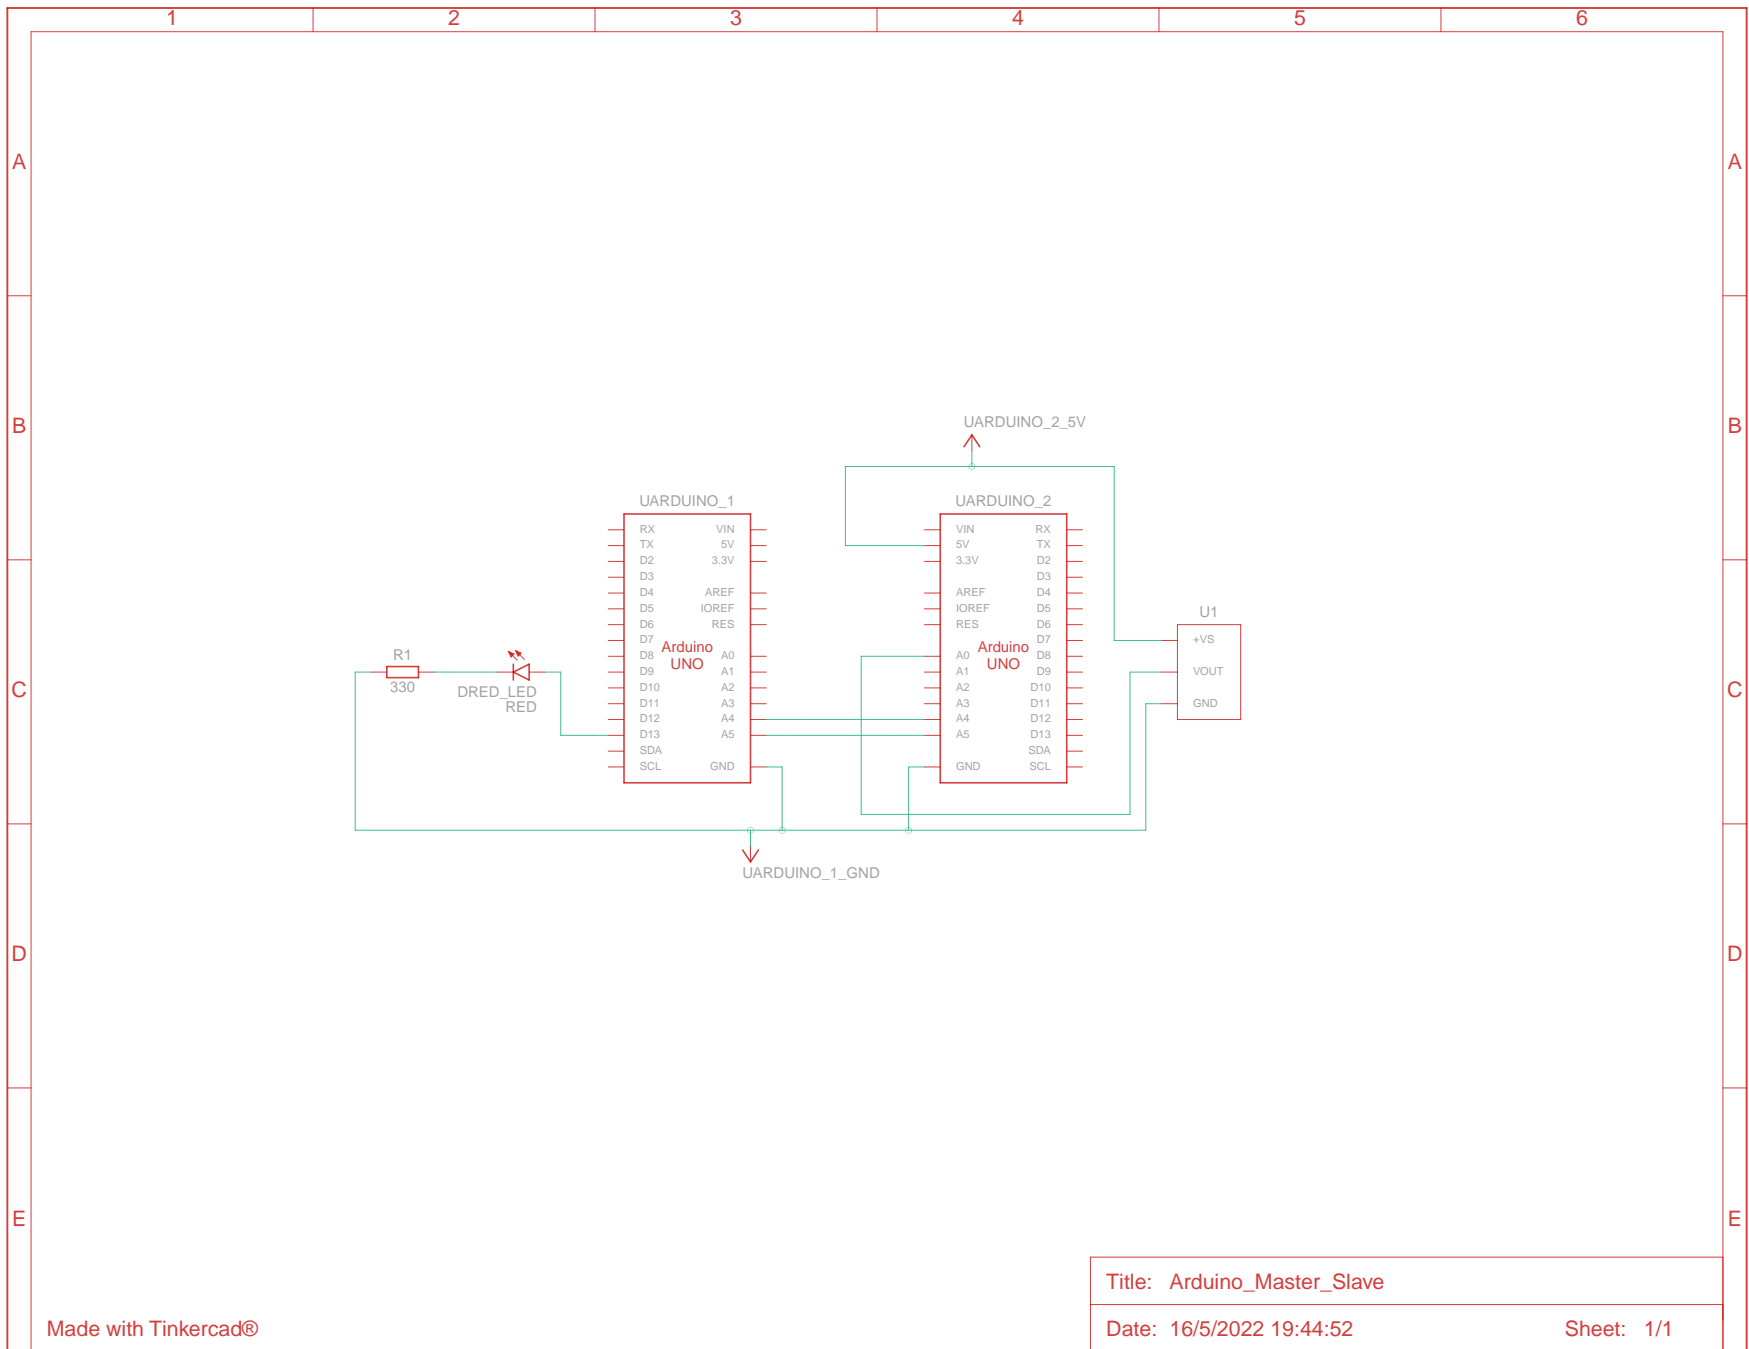 1 2 3 4 5 6
A A
B B
C C
D D
E E
UARDUINO_2_5V
UARDUINO_1
RX VIN
TX 5V
D2 3.3V
D3
D4 AREF
D5 IOREF
D6 RES
D7
Arduino
UNO
D8 A0
D9 A1
D10 A2
D11 A3
D12 A4
D13 A5
SDA
SCL GND
UARDUINO_2
VIN RX
5V TX
3.3V D2
D3
AREF D4
IOREF D5
RES D6
D7
Arduino
UNO
A0 D8
A1 D9
A2 D10
A3 D11
A4 D12
A5 D13
SDA
GND SCL
U1
+VS
VOUT
GND
R1
330
DRED_LED
RED
UARDUINO_1_GND
Title: Arduino_Master_Slave
Made with Tinkercad®
Date: 16/5/2022 19:44:52 Sheet: 1/1